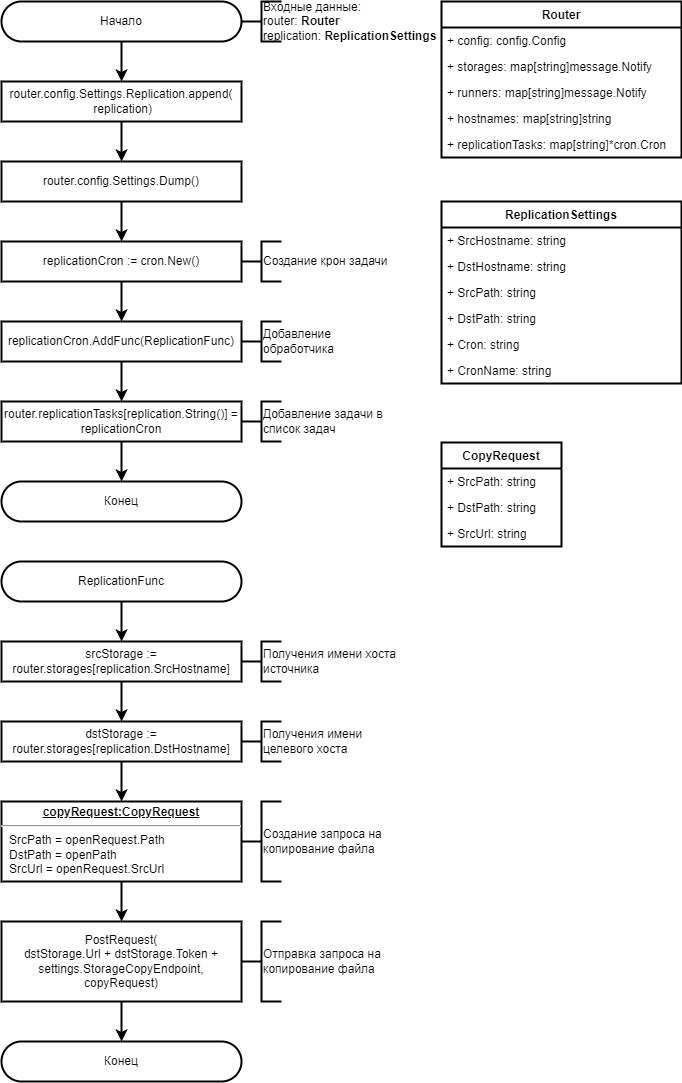 Начало
Входные данные:
router: Router
replication: ReplicationSettings
router.config.Settings.Replication.append(
replication)
router.config.Settings.Dump()
replicationCron := cron.New()
Создание крон задачи
replicationCron.AddFunc(ReplicationFunc)
Добавление
обработчика
router.replicationTasks[replication.String()] =
replicationCron
Добавление задачи в
список задач
Конец
Router
+ config: config.Config
+ storages: map[string]message.Notify
+ runners: map[string]message.Notify
+ hostnames: map[string]string
+ replicationTasks: map[string]*cron.Cron
ReplicationSettings
+ SrcHostname: string
+ DstHostname: string
+ SrcPath: string
+ DstPath: string
+ Cron: string
+ CronName: string
CopyRequest
+ SrcPath: string
+ DstPath: string
+ SrcUrl: string
ReplicationFunc
srcStorage :=
router.storages[replication.SrcHostname]
Получения имени хоста
источника
dstStorage :=
router.storages[replication.DstHostname]
Получения имени
целевого хоста
copyRequest:CopyRequest
SrcPath = openRequest.Path
DstPath = openPath
SrcUrl = openRequest.SrcUrl
Создание запроса на
копирование файла
PostRequest(
dstStorage.Url + dstStorage.Token +
settings.StorageCopyEndpoint,
copyRequest)
Отправка запроса на
копирование файла
Конец